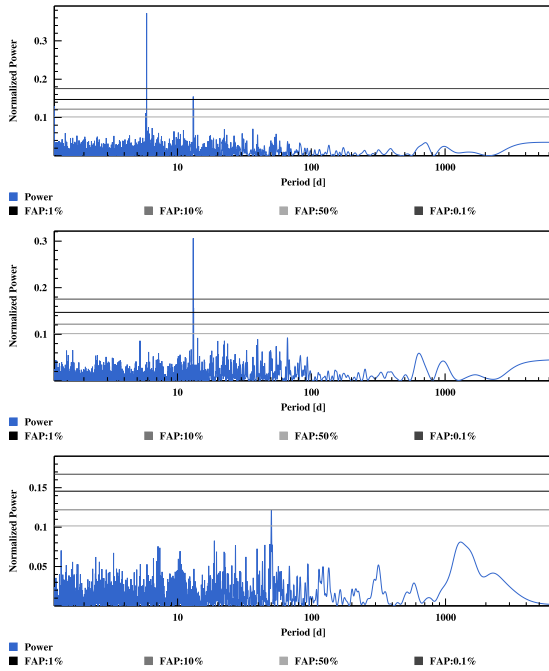 Normalized Power
0.3
0.2
0.1
10 100 1000
Period [d]
Power
FAP:1% FAP:10% FAP:50% FAP:0.1%
Normalized Power
0.3
0.2
0.1
10 100 1000
Period [d]
Power
FAP:1% FAP:10% FAP:50% FAP:0.1%
Normalized Power
0.15
0.1
0.05
10 100 1000
Period [d]
Power
FAP:1% FAP:10% FAP:50% FAP:0.1%